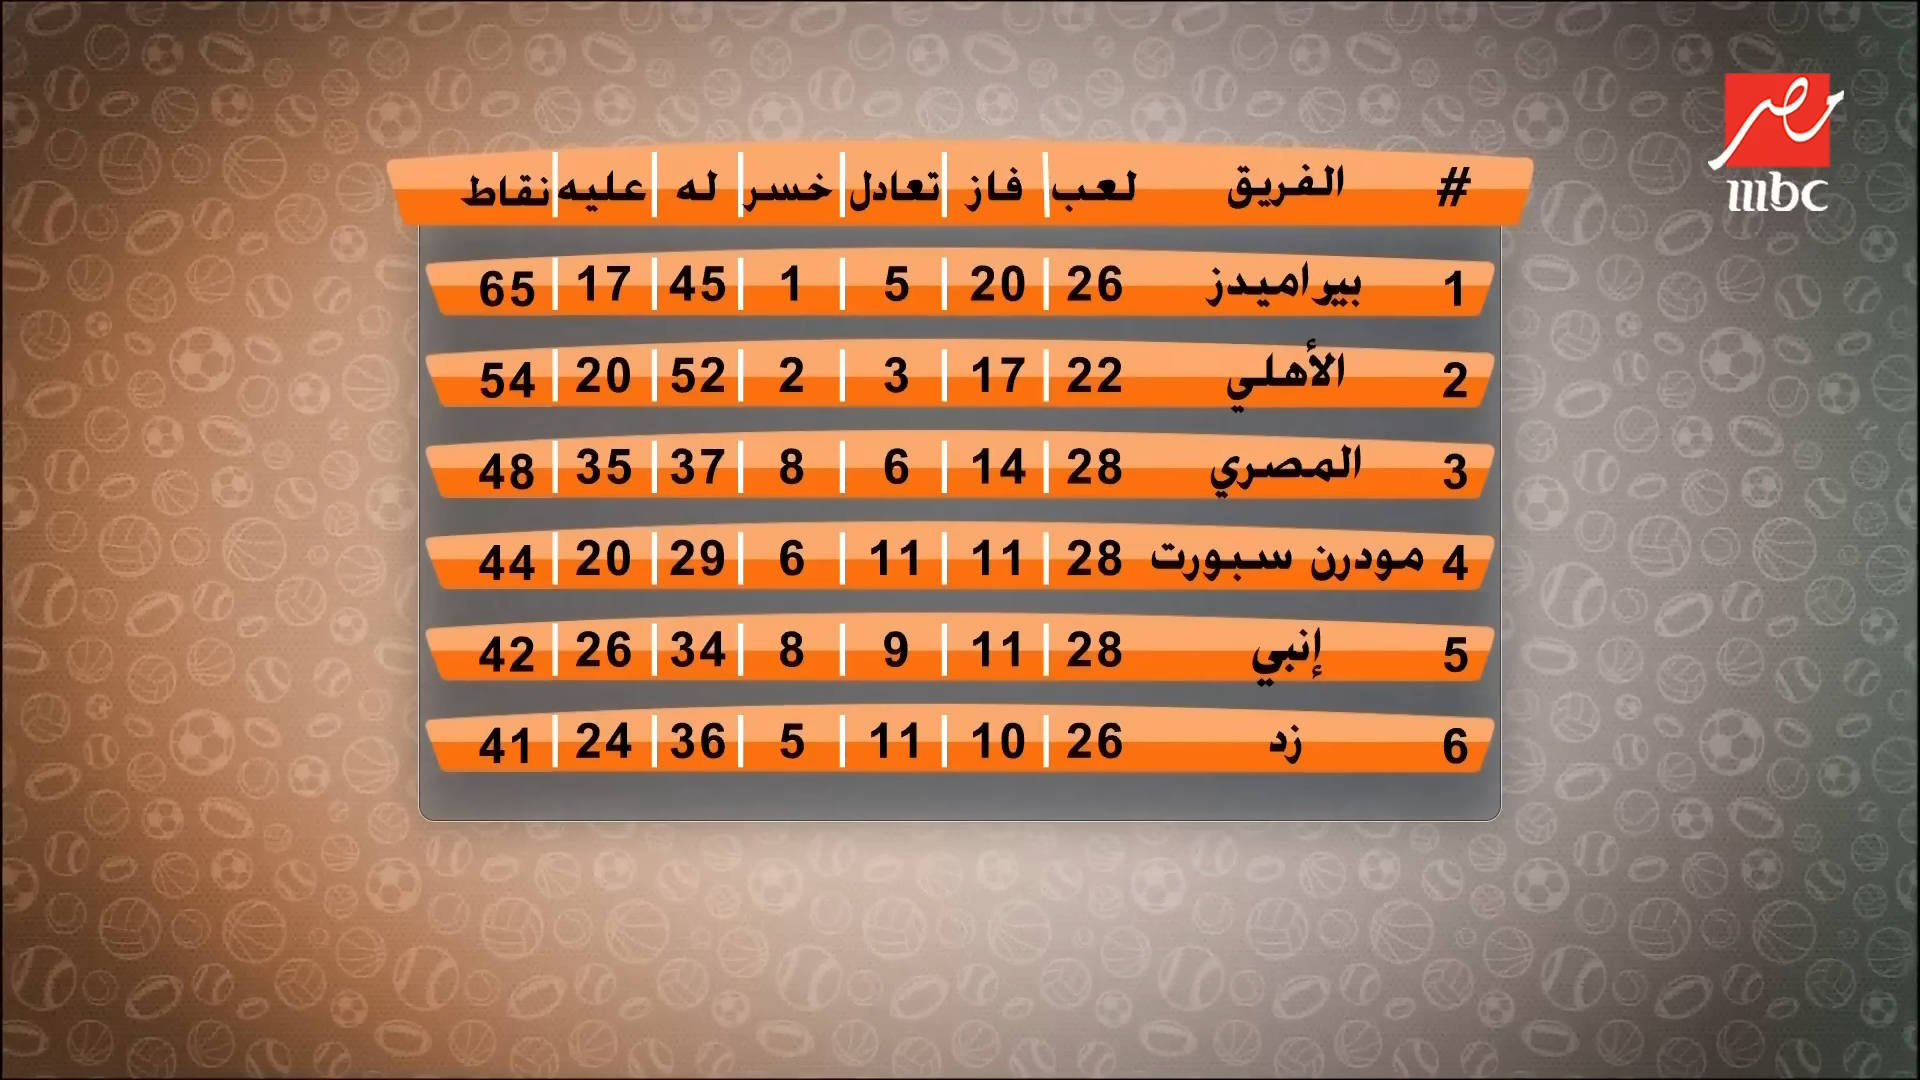 مصر
mbc
# الفريق لعب فاز تعادل خسر له عليه نقاط
1 بيراميدز 26 20 5 1 45 17 65
2 الأهلي 22 17 3 2 52 20 54
3 المصري 28 14 6 8 37 35 48
4 مودرن سبورت 28 11 11 6 29 20 44
5 إنبي 28 11 9 8 34 26 42
6 زد 26 10 11 5 36 24 41